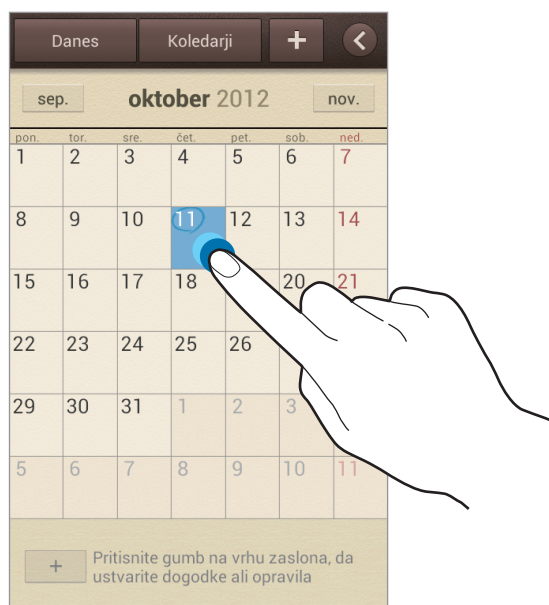 Danes Koledarji +
sep. oktober 2012 nov.
pon. tor. sre. čet. pet. sob. ned.
1 2 3 4 5 6 7
8 9 10 11 12 13 14
15 16 17 18 20 21
22 23 24 25 26
29 30 31 1 2 3
5 6 7 8 9 10 11
+ Pritisnite gumb na vrhu zaslona, da
ustvarite dogodke ali opravila